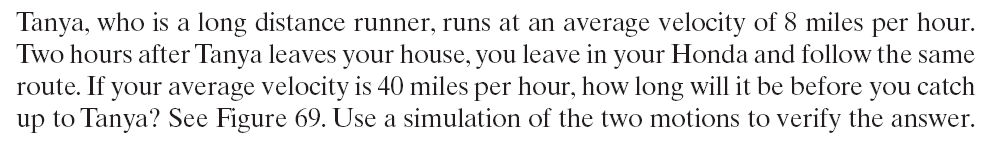 Tanya, who is a long distance runner, runs at an average velocity of 8 miles per hour.
Two hours after Tanya leaves your house, you leave in your Honda and follow the same
route. If your average velocity is 40 miles per hour, how long will it be before you catch
up to Tanya? See Figure 69. Use a simulation of the two motions to verify the answer.